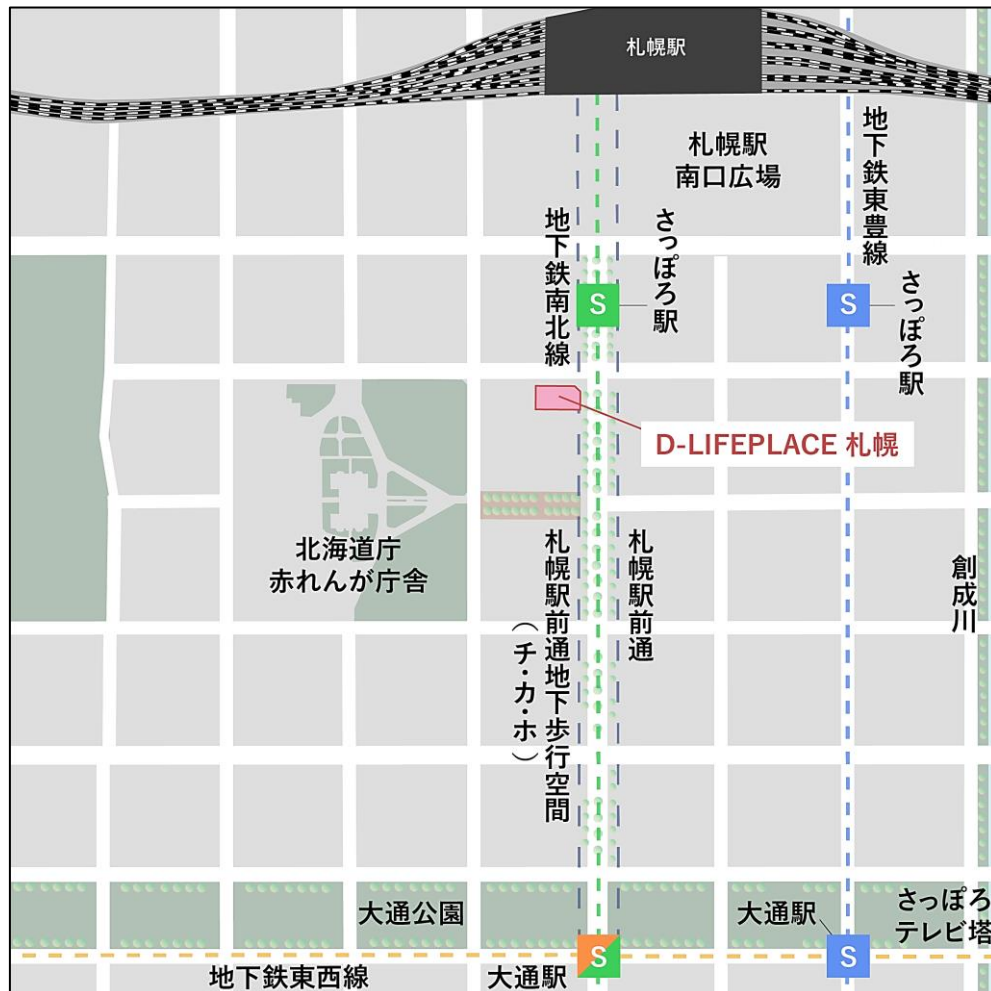 札幌駅
札幌駅
南口広場
地下鉄東豊線
さっぽろ駅
地下鉄南北線
S
S
さっぽろ駅
D-LIFEPLACE 札幌
北海道庁
赤れんが庁舎
札幌駅前通
札幌駅前通地下歩行空間
（チ・カ・ホ）
創成川
大通公園
大通駅
さっぽろ
テレビ塔
地下鉄東西線
大通駅
S
S